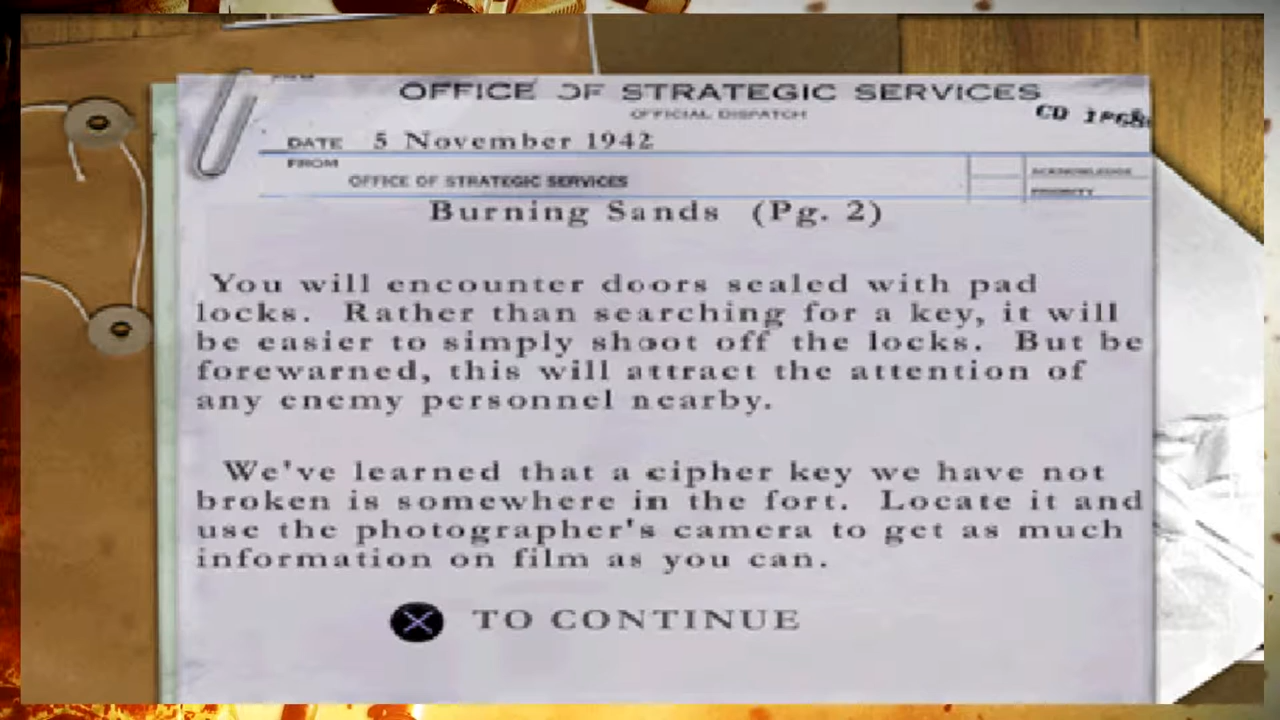 OFFICE OF STRATEGIC SERVICES
OFFICIAL DISPATCH
CD
DATE 5 November 1942
FROM
OFFICE OF STRATEGIC SERVICES
ACKNOWLEDGE
PRIORITY
Burning Sands (Pg. 2)
You will encounter doors sealed with pad
locks. Rather than searching for a key, it will
be easier to simply shoot off the locks. But be
forewarned, this will attract the attention of
any enemy personnel nearby.
We've learned that a cipher key we have not
broken is somewhere in the fort. Locate it and
use the photographer's camera to get as much
information on film as you can.
TO CONTINUE